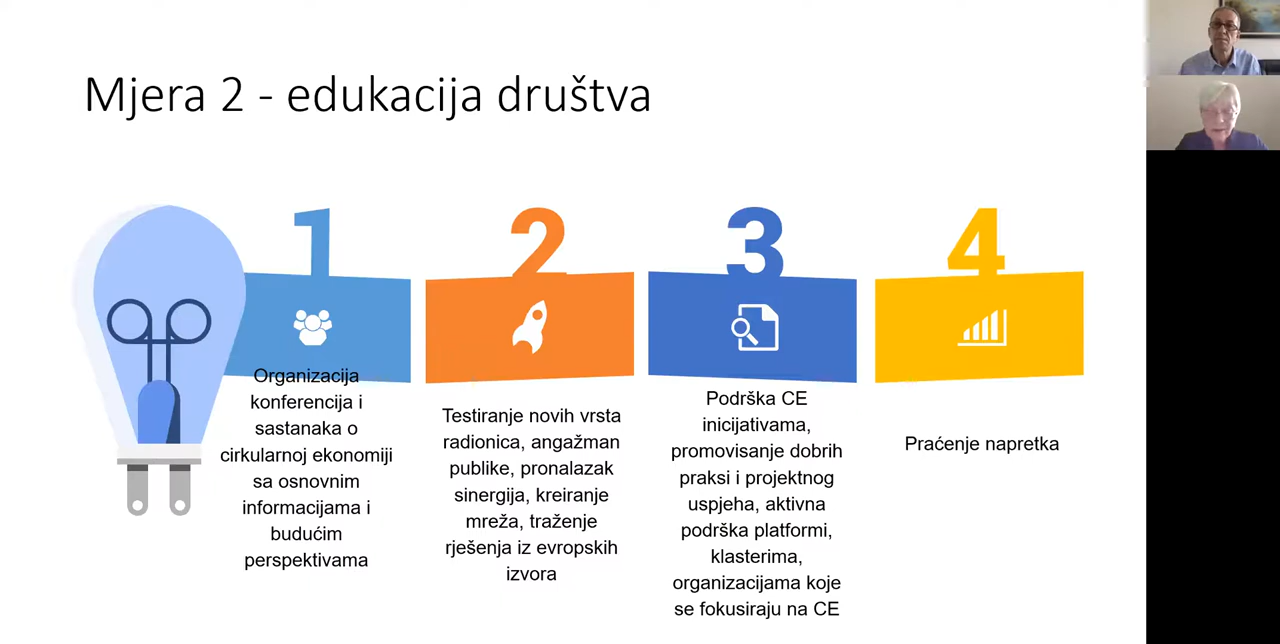 Mjera 2 - edukacija društva
1
Organizacija
konferencija i
sastanaka o
cirkularnoj ekonomiji
sa osnovnim
informacijama i
budućim
perspektivama
2
Testiranje novih vrsta
radionica, angažman
publike, pronalazak
sinergija, kreiranje
mreža, traženje
rješenja iz evropskih
izvora
3
Podrška CE
inicijativama,
promovisanje dobrih
praksi i projektnog
uspjeha, aktivna
podrška platformi,
klasterima,
organizacijama koje
se fokusiraju na CE
4
Praćenje napretka